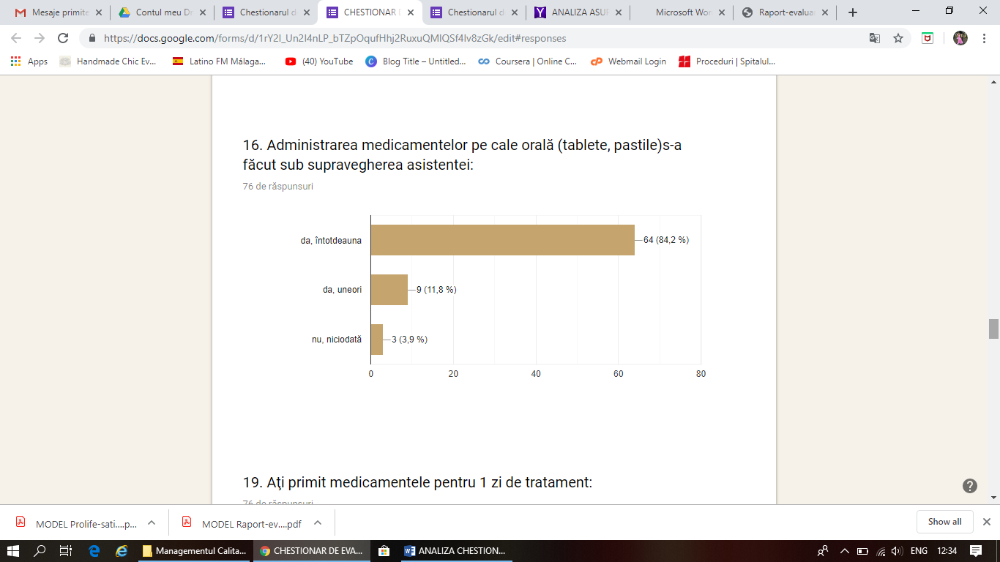 Mesaje primite
Contul meu Dr
Chestionarul d
CHESTIONAR D
Chestionarul d
ANALIZA ASUP
Microsoft Wor
Raport-evaluar
https://docs.google.com/forms/d/1rY2l_Un2I4nLP_bTZpOqufHhj2RuxuQMlQSf4lv8zGk/edit#responses
Apps
Handmade Chic Ev...
Latino FM Málaga...
(40) YouTube
Blog Title – Untitled...
Coursera | Online C...
Webmail Login
Proceduri | Spitalul...
16. Administrarea medicamentelor pe cale orală (tablete, pastile)s-a
făcut sub supravegherea asistentei:
76 de răspunsuri
da, întotdeauna
64 (84,2 %)
da, uneori
9 (11,8 %)
nu, niciodată
3 (3,9 %)
0 20 40 60 80
19. Aţi primit medicamentele pentru 1 zi de tratament:
76 de răspunsuri
MODEL Prolife-sati....p...
MODEL Raport-ev....pdf
Show all
Managementul Calita...
CHESTIONAR DE EVA...
ANALIZA CHESTION...
ENG
12:34